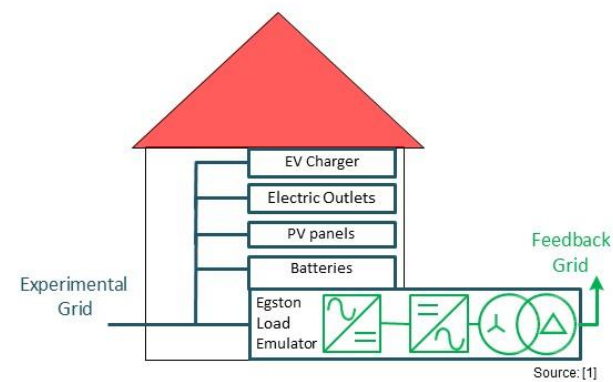 EV Charger
Electric Outlets
PV panels
Batteries
Feedback
Grid
Experimental
Grid
Egston
Load
Emulator
Source: [1]